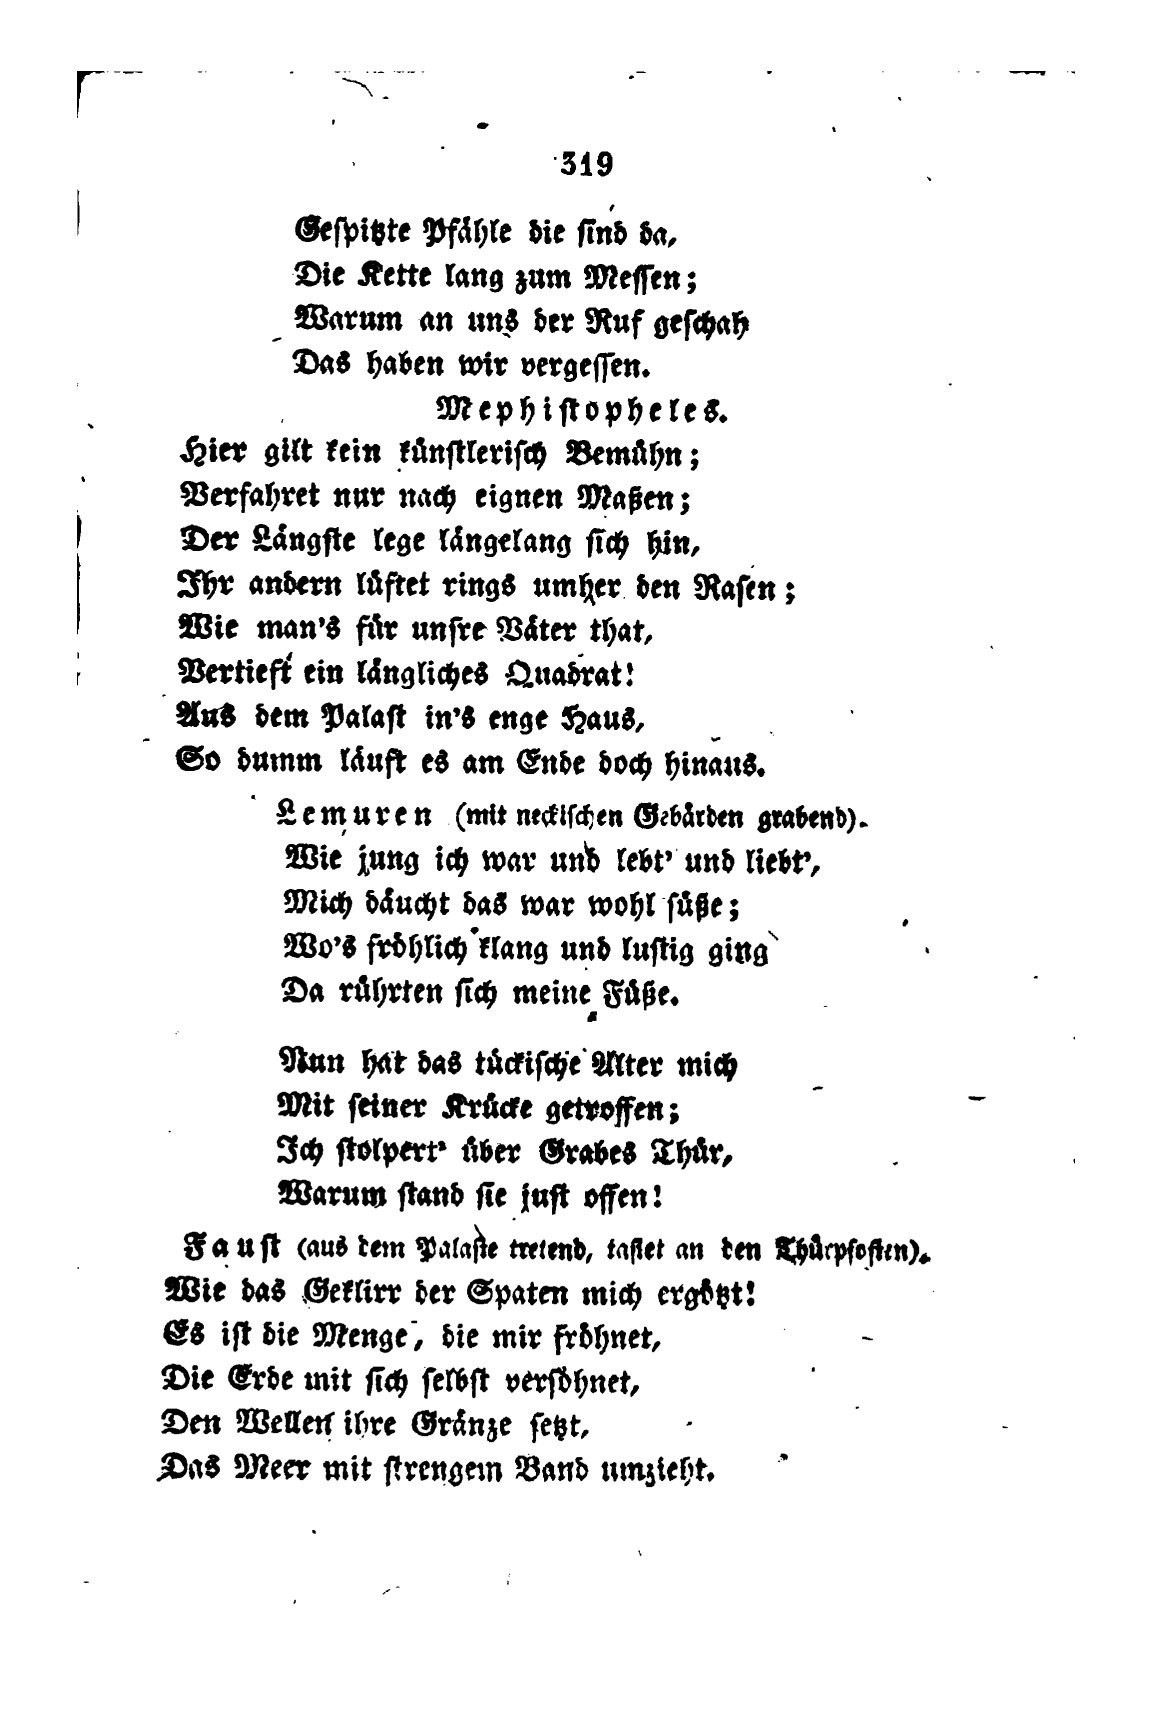 319
Gespitzte Pfähle die sind da,
Die Kette lang zum Messen;
Warum an uns der Ruf geschah
Das haben wir vergessen.
Mephistopheles.
Hier gilt kein künstlerisch Bemühn;
Verfahret nur nach eignen Maßen;
Der Längste lege längelang sich hin,
Ihr andern lüftet rings umher den Rasen;
Wie man's für unsre Väter that,
Vertieft ein längliches Quadrat!
Aus dem Palast in's enge Haus,
So dumm läuft es am Ende doch hinaus.
Lemuren (mit neckischen Gebärden grabend).
Wie jung ich war und lebt' und liebt',
Mich däucht das war wohl süße;
Wo's fröhlich klang und lustig ging
Da rührten sich meine Füße.
Nun hat das tückische Alter mich
Mit seiner Krücke getroffen;
Ich stolpert' über Grabes Thür,
Warum stand sie just offen!
Faust (aus dem Palaste tretend, tastet an den Thürpfosten).
Wie das Geklirr der Spaten mich ergötzt!
Es ist die Menge, die mir fröhnet,
Die Erde mit sich selbst versöhnet,
Den Wellen ihre Gränze setzt,
Das Meer mit strengem Band umzieht.